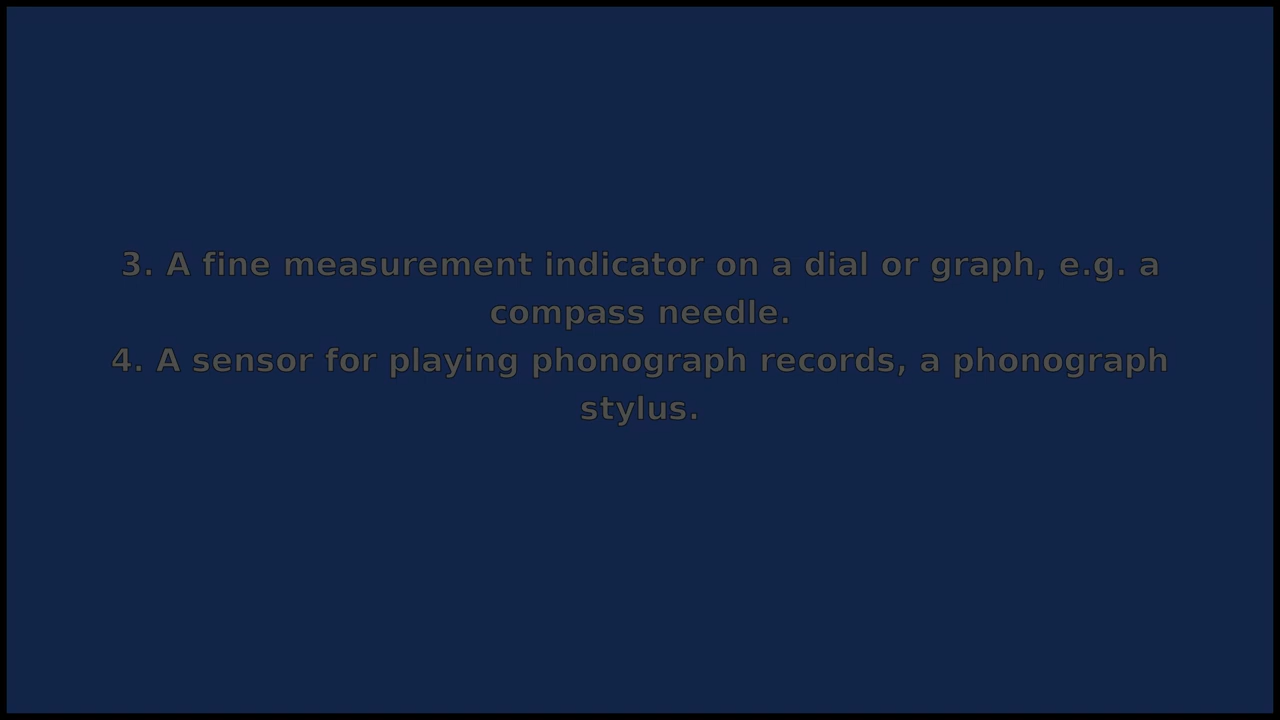 3. A fine measurement indicator on a dial or graph, e.g. a
compass needle.
4. A sensor for playing phonograph records, a phonograph
stylus.